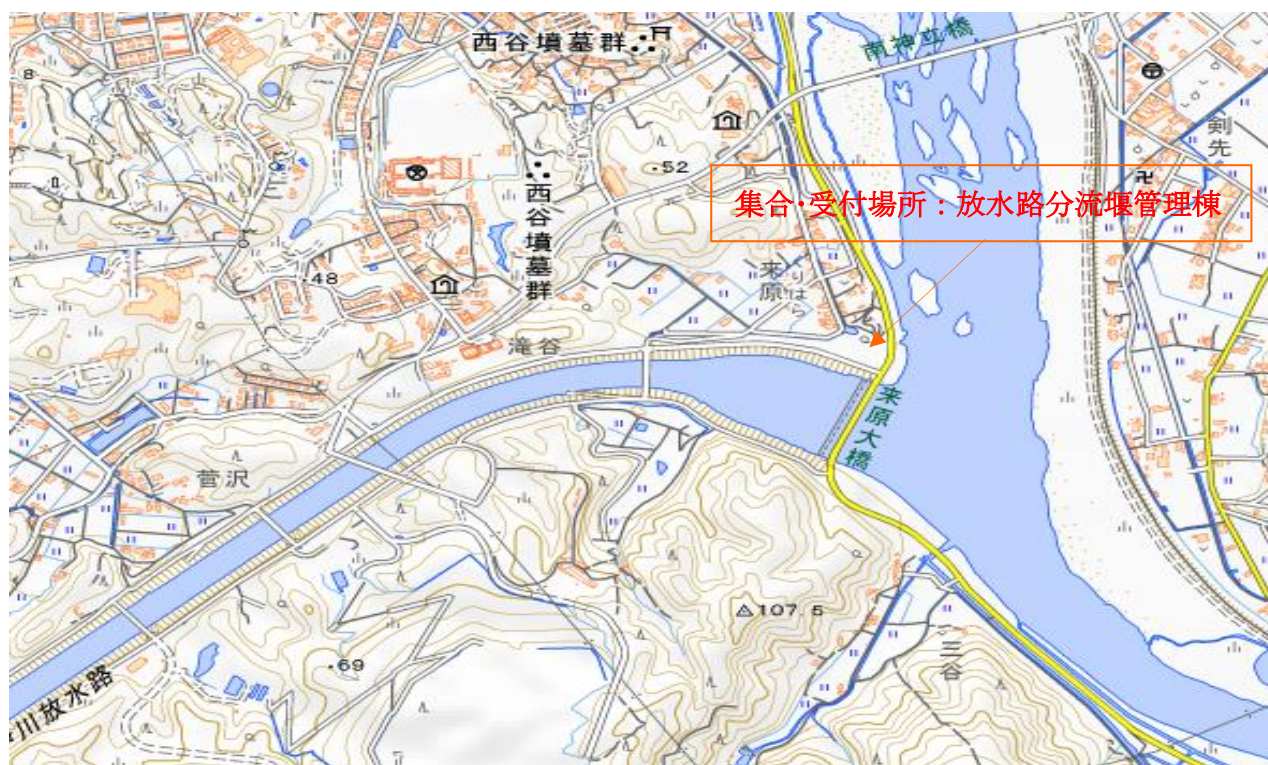 西谷墳墓群
南神立橋
8
剣先
52
集合・受付場所：放水路分流堰管理棟
西谷墳墓群
来原
くりはら
48
滝谷
来原大橋
菅沢
107.5
三谷
69
川放水路